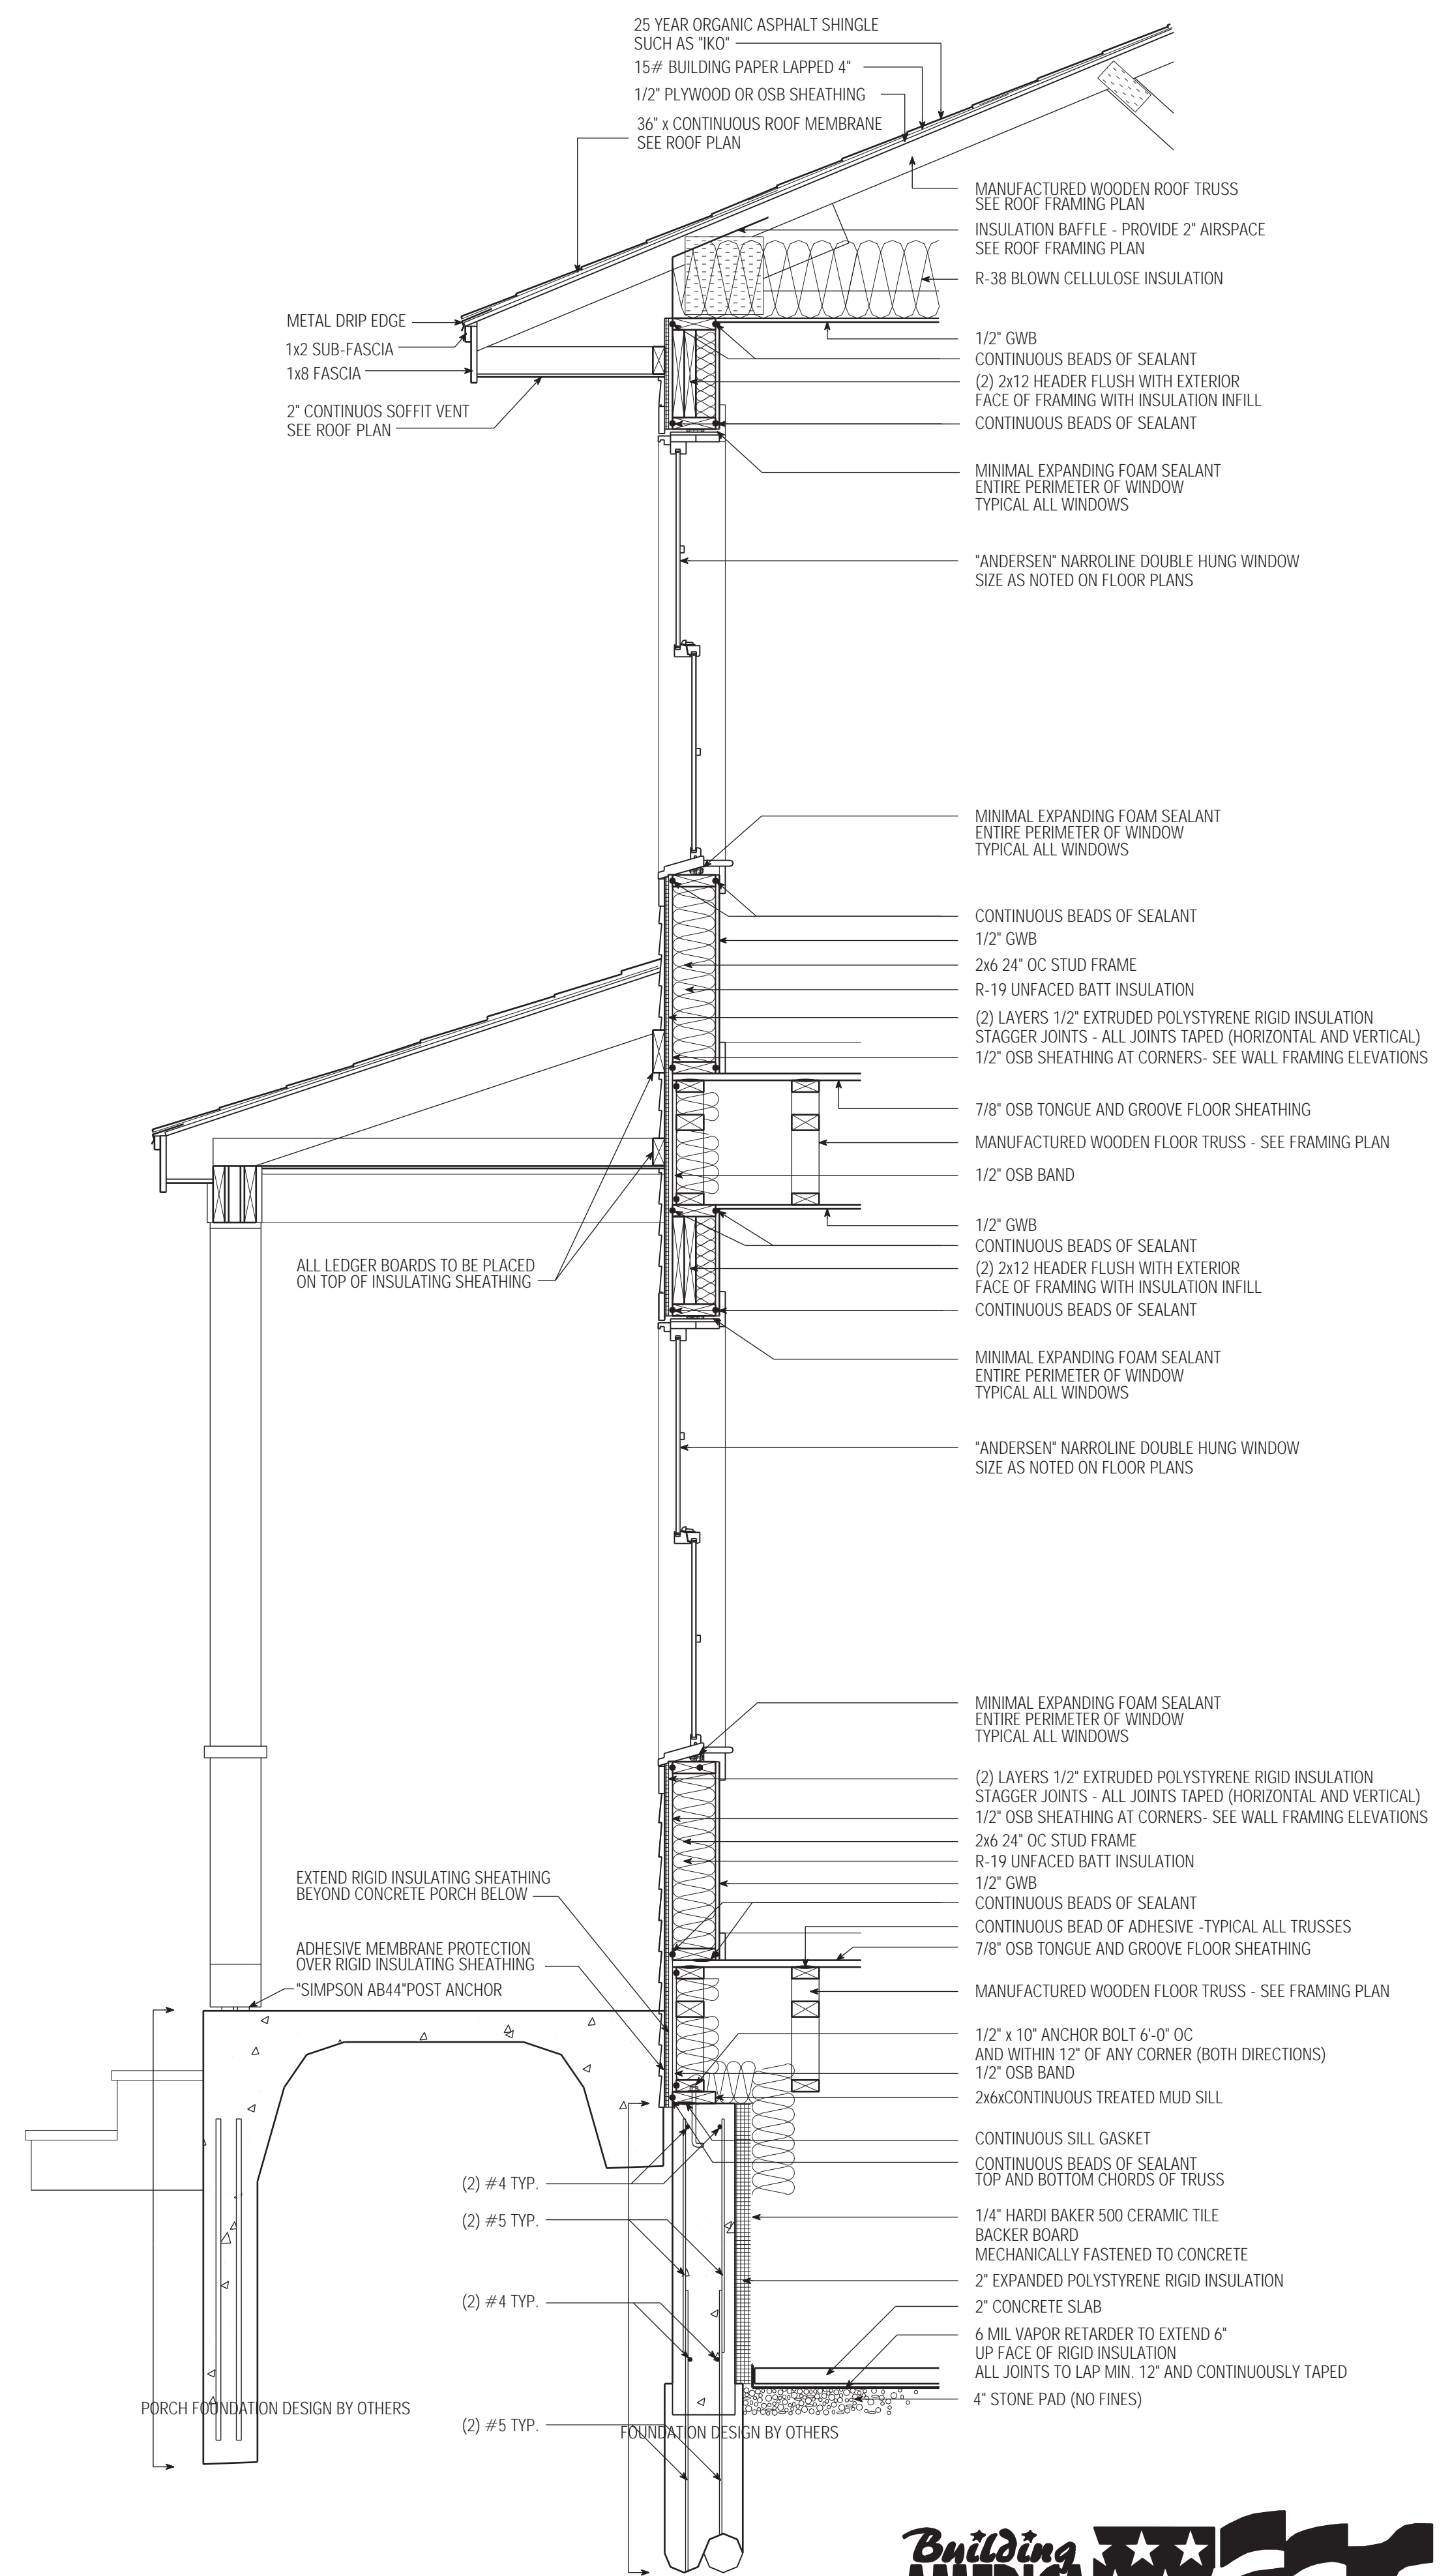 25 YEAR ORGANIC ASPHALT SHINGLE
SUCH AS "IKO"
15# BUILDING PAPER LAPPED 4"
1/2" PLYWOOD OR OSB SHEATHING
36" x CONTINUOUS ROOF MEMBRANE
SEE ROOF PLAN
MANUFACTURED WOODEN ROOF TRUSS
SEE ROOF FRAMING PLAN
INSULATION BAFFLE - PROVIDE 2" AIRSPACE
SEE ROOF FRAMING PLAN
R-38 BLOWN CELLULOSE INSULATION
METAL DRIP EDGE
1x2 SUB-FASCIA
1x8 FASCIA
2" CONTINUOS SOFFIT VENT
SEE ROOF PLAN
1/2" GWB
CONTINUOUS BEADS OF SEALANT
(2) 2x12 HEADER FLUSH WITH EXTERIOR
FACE OF FRAMING WITH INSULATION INFILL
CONTINUOUS BEADS OF SEALANT
MINIMAL EXPANDING FOAM SEALANT
ENTIRE PERIMETER OF WINDOW
TYPICAL ALL WINDOWS
"ANDERSEN" NARROLINE DOUBLE HUNG WINDOW
SIZE AS NOTED ON FLOOR PLANS
MINIMAL EXPANDING FOAM SEALANT
ENTIRE PERIMETER OF WINDOW
TYPICAL ALL WINDOWS
CONTINUOUS BEADS OF SEALANT
1/2" GWB
2x6 24" OC STUD FRAME
R-19 UNFACED BATT INSULATION
(2) LAYERS 1/2" EXTRUDED POLYSTYRENE RIGID INSULATION
STAGGER JOINTS - ALL JOINTS TAPED (HORIZONTAL AND VERTICAL)
1/2" OSB SHEATHING AT CORNERS- SEE WALL FRAMING ELEVATIONS
7/8" OSB TONGUE AND GROOVE FLOOR SHEATHING
MANUFACTURED WOODEN FLOOR TRUSS - SEE FRAMING PLAN
1/2" OSB BAND
1/2" GWB
CONTINUOUS BEADS OF SEALANT
(2) 2x12 HEADER FLUSH WITH EXTERIOR
FACE OF FRAMING WITH INSULATION INFILL
CONTINUOUS BEADS OF SEALANT
ALL LEDGER BOARDS TO BE PLACED
ON TOP OF INSULATING SHEATHING
MINIMAL EXPANDING FOAM SEALANT
ENTIRE PERIMETER OF WINDOW
TYPICAL ALL WINDOWS
"ANDERSEN" NARROLINE DOUBLE HUNG WINDOW
SIZE AS NOTED ON FLOOR PLANS
MINIMAL EXPANDING FOAM SEALANT
ENTIRE PERIMETER OF WINDOW
TYPICAL ALL WINDOWS
(2) LAYERS 1/2" EXTRUDED POLYSTYRENE RIGID INSULATION
STAGGER JOINTS - ALL JOINTS TAPED (HORIZONTAL AND VERTICAL)
1/2" OSB SHEATHING AT CORNERS- SEE WALL FRAMING ELEVATIONS
2x6 24" OC STUD FRAME
R-19 UNFACED BATT INSULATION
1/2" GWB
CONTINUOUS BEADS OF SEALANT
CONTINUOUS BEAD OF ADHESIVE -TYPICAL ALL TRUSSES
7/8" OSB TONGUE AND GROOVE FLOOR SHEATHING
EXTEND RIGID INSULATING SHEATHING
BEYOND CONCRETE PORCH BELOW
ADHESIVE MEMBRANE PROTECTION
OVER RIGID INSULATING SHEATHING
"SIMPSON AB44"POST ANCHOR
MANUFACTURED WOODEN FLOOR TRUSS - SEE FRAMING PLAN
1/2" x 10" ANCHOR BOLT 6'-0" OC
AND WITHIN 12" OF ANY CORNER (BOTH DIRECTIONS)
1/2" OSB BAND
2x6xCONTINUOUS TREATED MUD SILL
CONTINUOUS SILL GASKET
CONTINUOUS BEADS OF SEALANT
TOP AND BOTTOM CHORDS OF TRUSS
(2) #4 TYP.
(2) #5 TYP.
(2) #4 TYP.
(2) #5 TYP.
1/4" HARDI BAKER 500 CERAMIC TILE
BACKER BOARD
MECHANICALLY FASTENED TO CONCRETE
2" EXPANDED POLYSTYRENE RIGID INSULATION
2" CONCRETE SLAB
6 MIL VAPOR RETARDER TO EXTEND 6"
UP FACE OF RIGID INSULATION
ALL JOINTS TO LAP MIN. 12" AND CONTINUOUSLY TAPED
4" STONE PAD (NO FINES)
PORCH FOUNDATION DESIGN BY OTHERS
FOUNDATION DESIGN BY OTHERS
Building
AMERICA